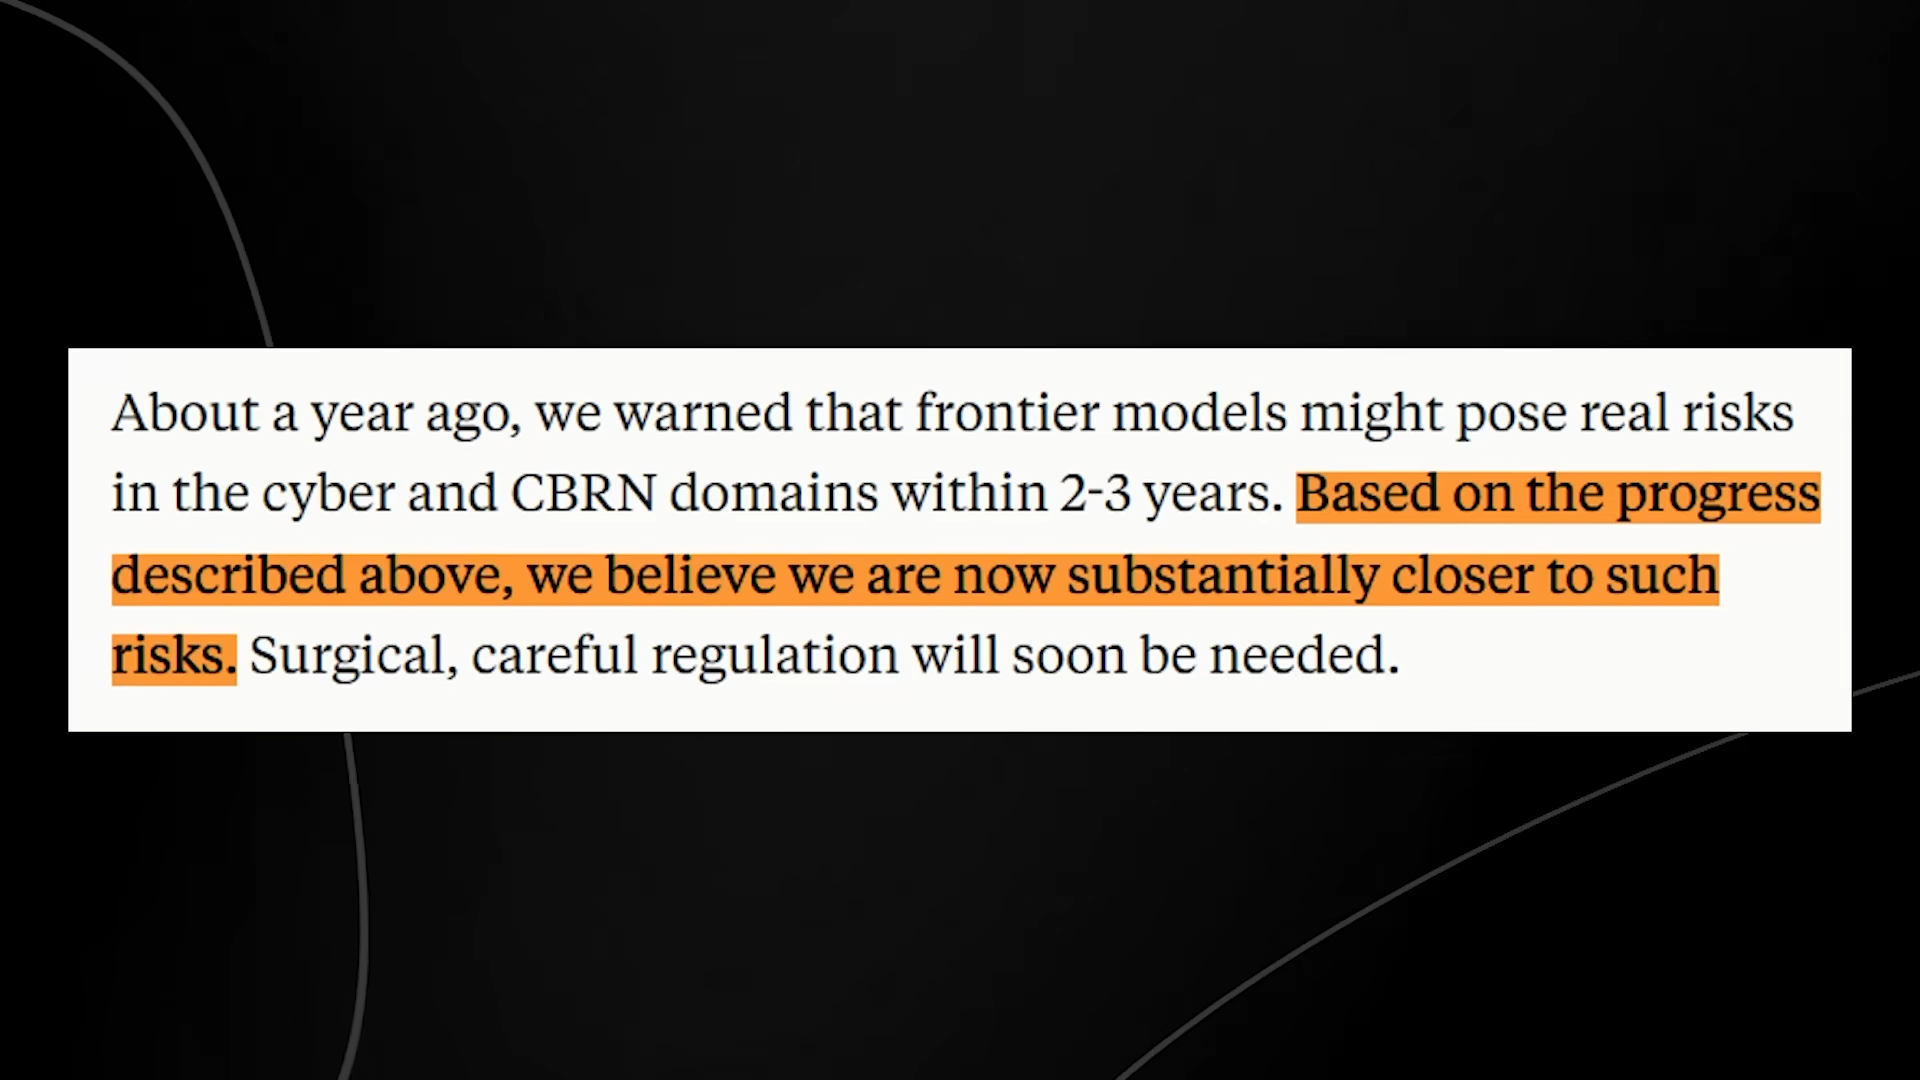 About a year ago, we warned that frontier models might pose real risks
in the cyber and CBRN domains within 2-3 years. Based on the progress
described above, we believe we are now substantially closer to such
risks. Surgical, careful regulation will soon be needed.